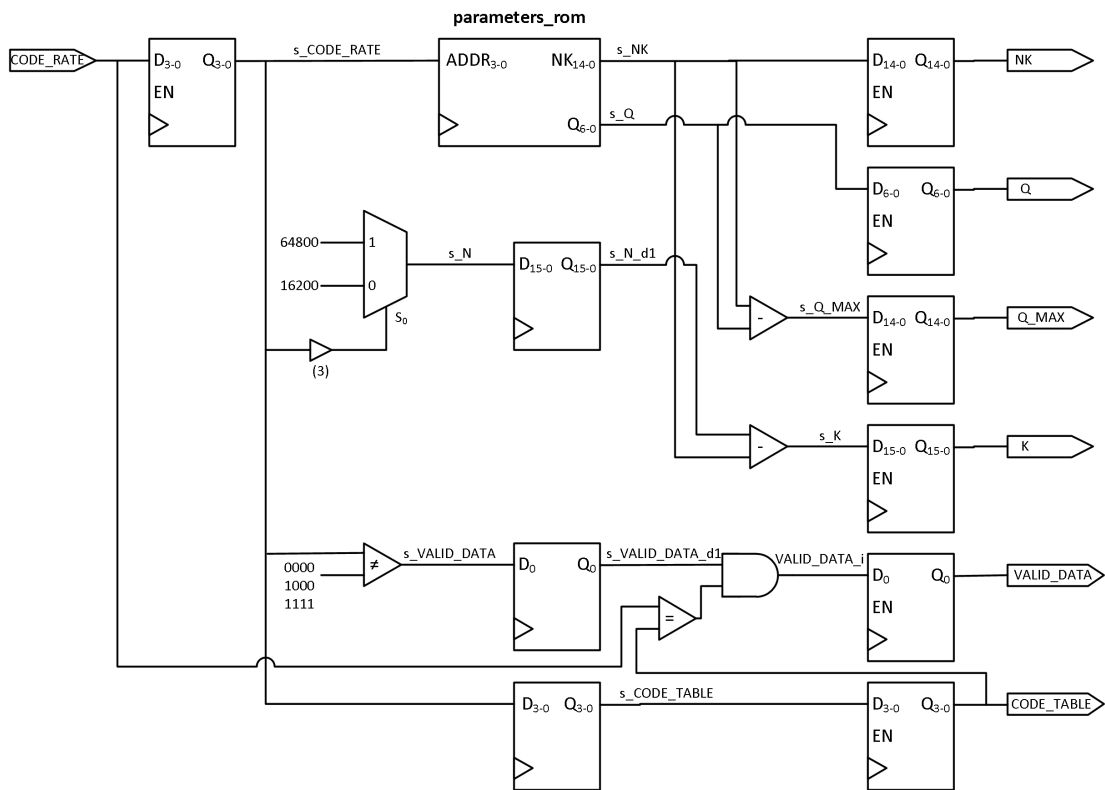 parameters_rom
CODE_RATE
D3-0 Q3-0
EN
s_CODE_RATE
ADDR3-0 NK14-0
Q6-0
s_NK
s_Q
D14-0 Q14-0
EN
NK
D6-0 Q6-0
EN
Q
64800
16200
1
0
S0
(3)
s_N
D15-0 Q15-0
s_N_d1
-
s_Q_MAX
D14-0 Q14-0
EN
Q_MAX
-
s_K
D15-0 Q15-0
EN
K
0000
1000
1111
≠
s_VALID_DATA
D0 Q0
s_VALID_DATA_d1
=
VALID_DATA_i
D0 Q0
EN
VALID_DATA
D3-0 Q3-0
s_CODE_TABLE
D3-0 Q3-0
EN
CODE_TABLE